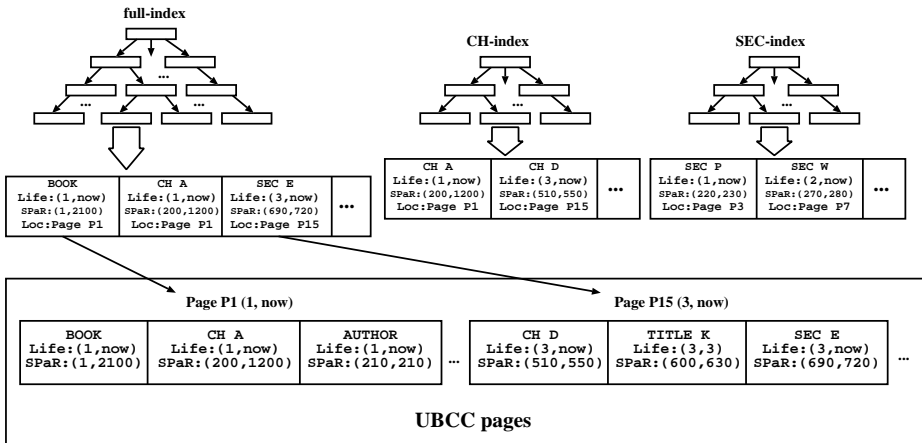 full-index
CH-index
SEC-index
...
...
...
...
...
...
...
BOOK
Life:(1,now)
SPaR:(1,2100)
Loc:Page P1
CH A
Life:(1,now)
SPaR:(200,1200)
Loc:Page P1
SEC E
Life:(3,now)
SPaR:(690,720)
Loc:Page P15
...
CH A
Life:(1,now)
SPaR:(200,1200)
Loc:Page P1
CH D
Life:(3,now)
SPaR:(510,550)
Loc:Page P15
...
SEC P
Life:(1,now)
SPaR:(220,230)
Loc:Page P3
SEC W
Life:(2,now)
SPaR:(270,280)
Loc:Page P7
...
Page P1 (1, now)
Page P15 (3, now)
BOOK
Life:(1,now)
SPaR:(1,2100)
CH A
Life:(1,now)
SPaR:(200,1200)
AUTHOR
Life:(1,now)
SPaR:(210,210)
...
CH D
Life:(3,now)
SPaR:(510,550)
TITLE K
Life:(3,3)
SPaR:(600,630)
SEC E
Life:(3,now)
SPaR:(690,720)
...
UBCC pages